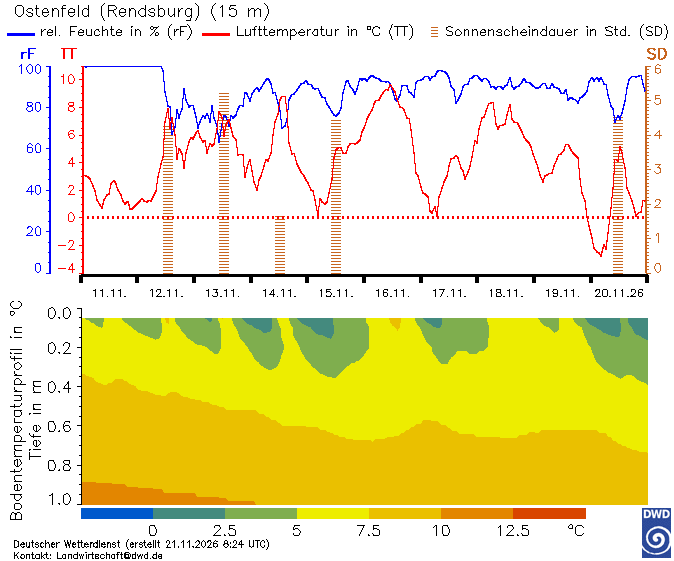 Ostenfeld (Rendsburg) (15 m)
rel. Feuchte in % (rF) Lufttemperatur in °C (TT) Sonnenscheindauer in Std. (SD)
rF TT SD
100 10 6
80 8 5
6 4
60 4 3
40 2 2
20 0 1
−2
0 −4 0
11.11. 12.11. 13.11. 14.11. 15.11. 16.11. 17.11. 18.11. 19.11. 20.11.26
Bodentemperaturprofil in °C
Tiefe in m
0.0
0.2
0.4
0.6
0.8
1.0
0 2.5 5 7.5 10 12.5 °C
DWD
Deutscher Wetterdienst (erstellt 21.11.2026 8:24 UTC)
Kontakt: Landwirtschaft@dwd.de